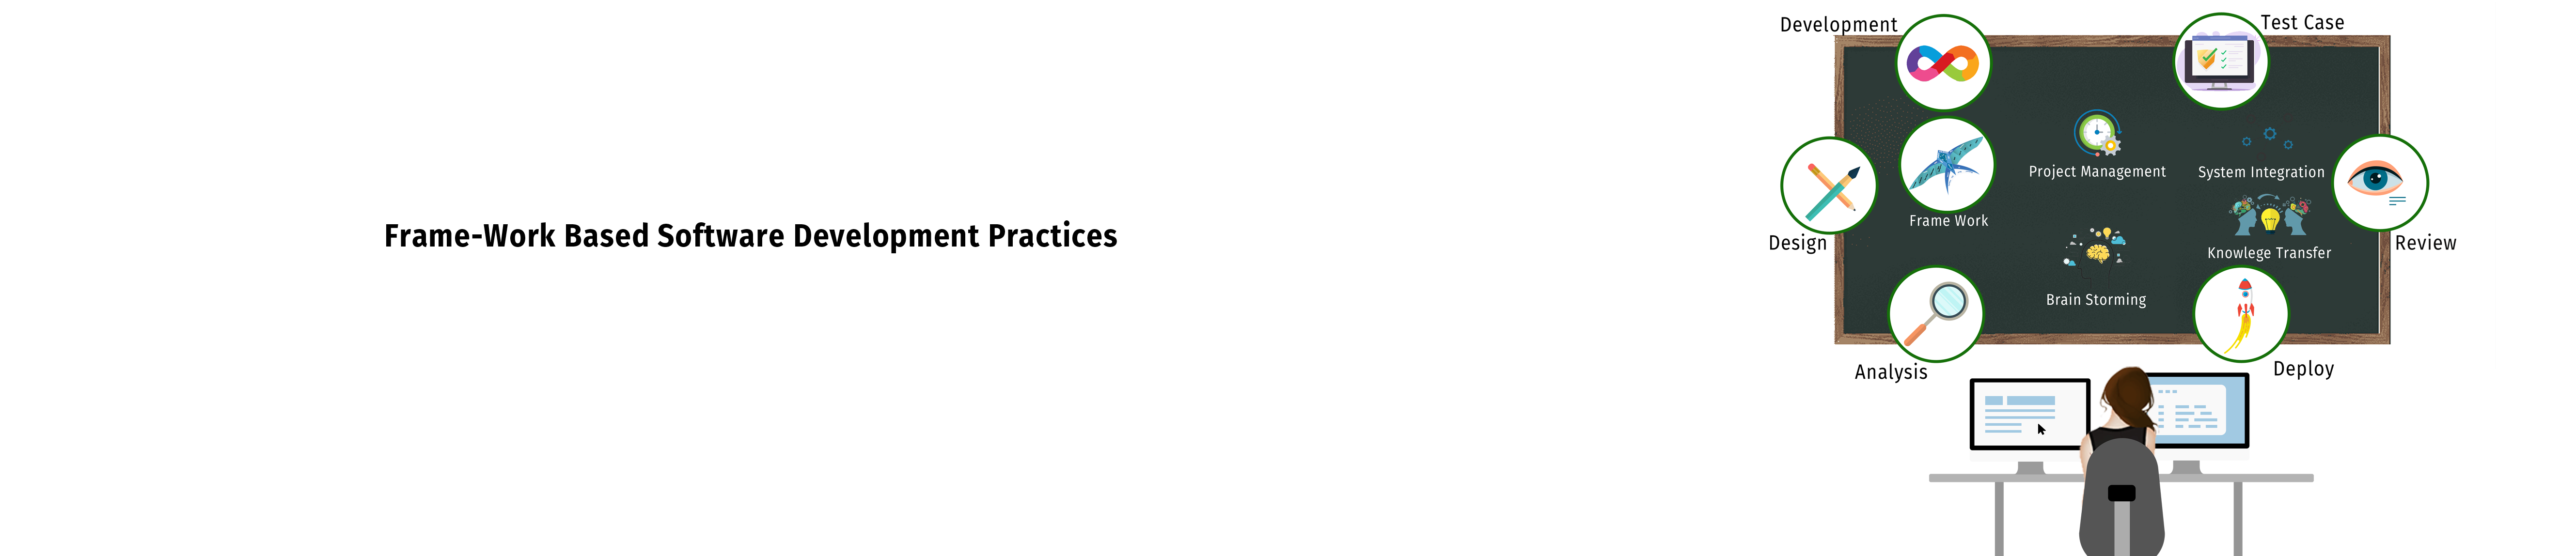 Frame-Work Based Software Development Practices
Development
Test Case
Project Management
System Integration
Frame Work
Knowlege Transfer
Design
Review
Brain Storming
Analysis
Deploy